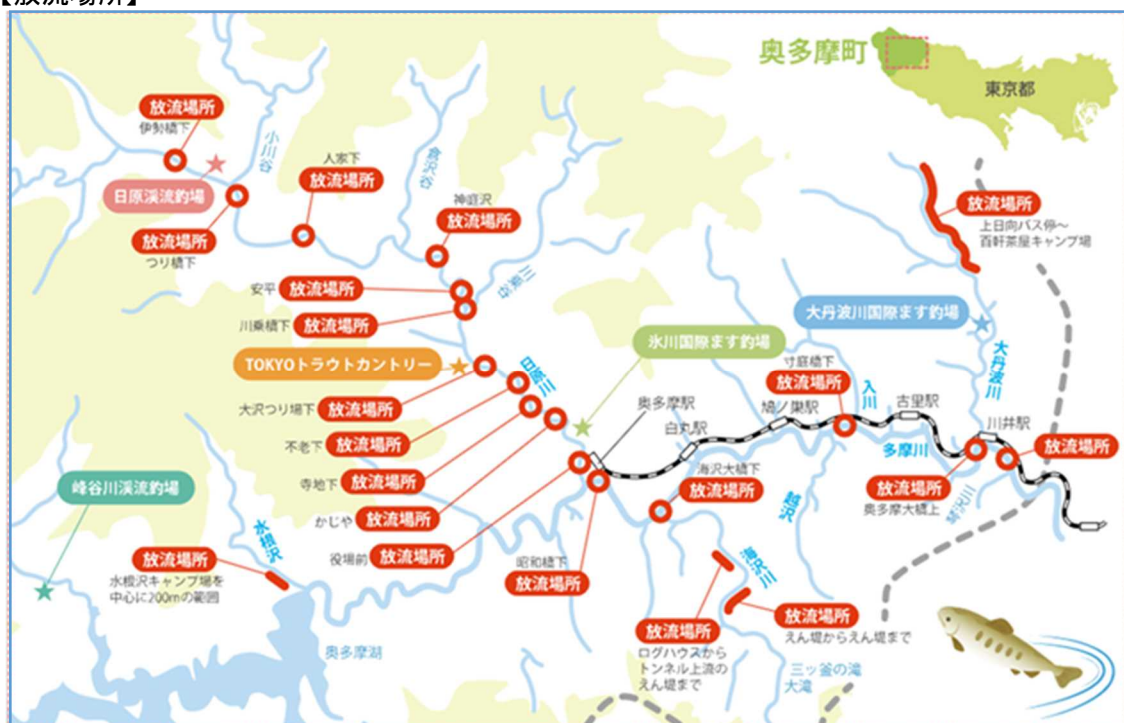 【放流場所】
奥多摩町
東京都
放流場所
伊勢橋下
小川谷
日原渓流釣場
放流場所
つり橋下
人家下
放流場所
倉沢谷
神庭沢
放流場所
川乗谷
安平
放流場所
川乗橋下
放流場所
TOKYOトラウトカントリー
日原川
大沢つり場下
放流場所
不老下
放流場所
寺地下
放流場所
かじや
放流場所
役場前
放流場所
氷川国際ます釣場
大丹波川国際ます釣場
放流場所
上日向バス停〜
百軒茶屋キャンプ場
大丹波川
寸庭橋下
放流場所
入川
古里駅
川井駅
鳩ノ巣駅
白丸駅
奥多摩駅
多摩川
放流場所
放流場所
奥多摩大橋上
海沢大橋下
放流場所
越沢
海沢川
昭和橋下
放流場所
放流場所
えん堤からえん堤まで
放流場所
ログハウスから
トンネル上流の
えん堤まで
三ッ釜の滝
大滝
峰谷川渓流釣場
水根沢
放流場所
水根沢キャンプ場を
中心に200mの範囲
奥多摩湖